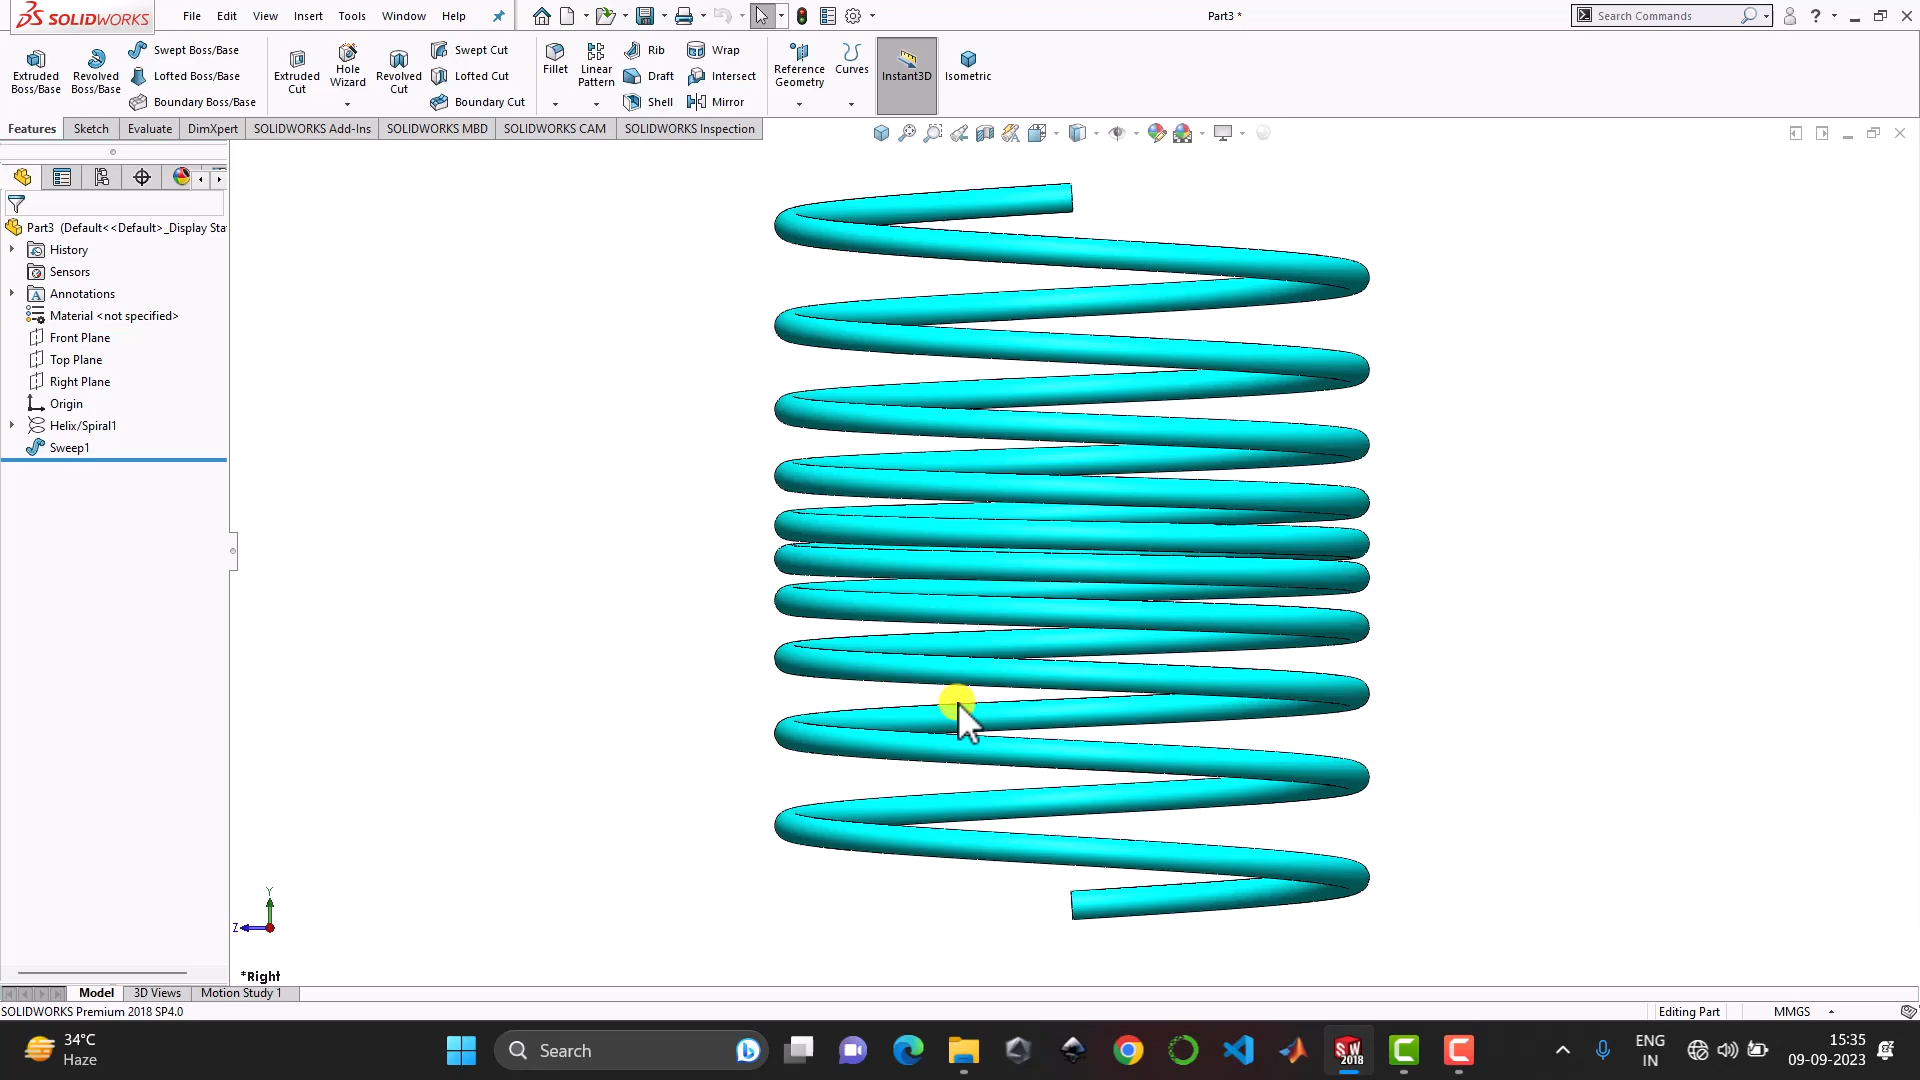 SOLIDWORKS File Edit View Insert Tools Window Help Part3 * Search Commands ?
Extruded Boss/Base
Revolved Boss/Base
Swept Boss/Base
Lofted Boss/Base
Boundary Boss/Base
Extruded Cut
Hole Wizard
Revolved Cut
Swept Cut
Lofted Cut
Boundary Cut
Fillet
Linear Pattern
Rib
Draft
Shell
Wrap
Intersect
Mirror
Reference Geometry
Curves
Instant3D
Isometric
Features Sketch Evaluate DimXpert SOLIDWORKS Add-Ins SOLIDWORKS MBD SOLIDWORKS CAM SOLIDWORKS Inspection
Part3 (Default<<Default>_Display Sta
History
Sensors
Annotations
Material <not specified>
Front Plane
Top Plane
Right Plane
Origin
Helix/Spiral1
Sweep1
Y
Z
*Right
Model 3D Views Motion Study 1
SOLIDWORKS Premium 2018 SP4.0 Editing Part MMGS
34°C
Haze
Search
SW
2018
ENG
IN
15:35
09-09-2023